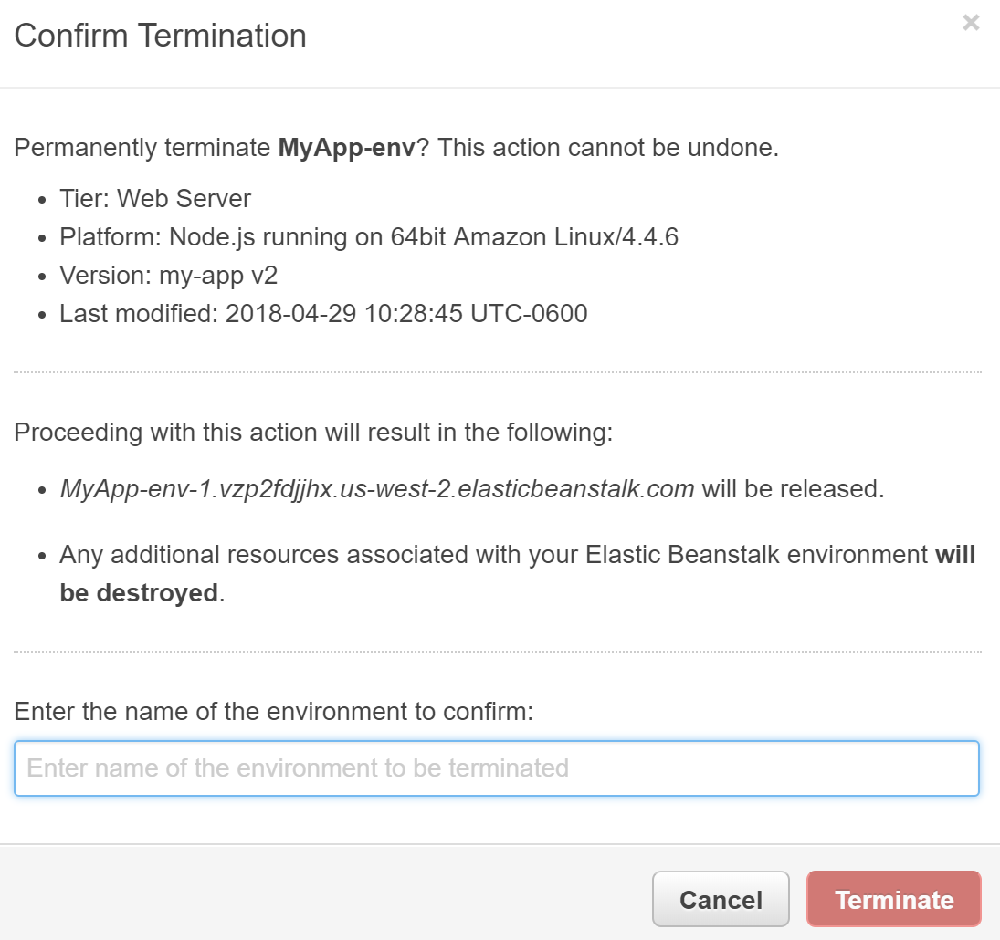 Confirm Termination
×
Permanently terminate MyApp-env? This action cannot be undone.
• Tier: Web Server
• Platform: Node.js running on 64bit Amazon Linux/4.4.6
• Version: my-app v2
• Last modified: 2018-04-29 10:28:45 UTC-0600
Proceeding with this action will result in the following:
• MyApp-env-1.vzp2fdjjhx.us-west-2.elasticbeanstalk.com will be released.
• Any additional resources associated with your Elastic Beanstalk environment will
be destroyed.
Enter the name of the environment to confirm:
Enter name of the environment to be terminated
Cancel
Terminate